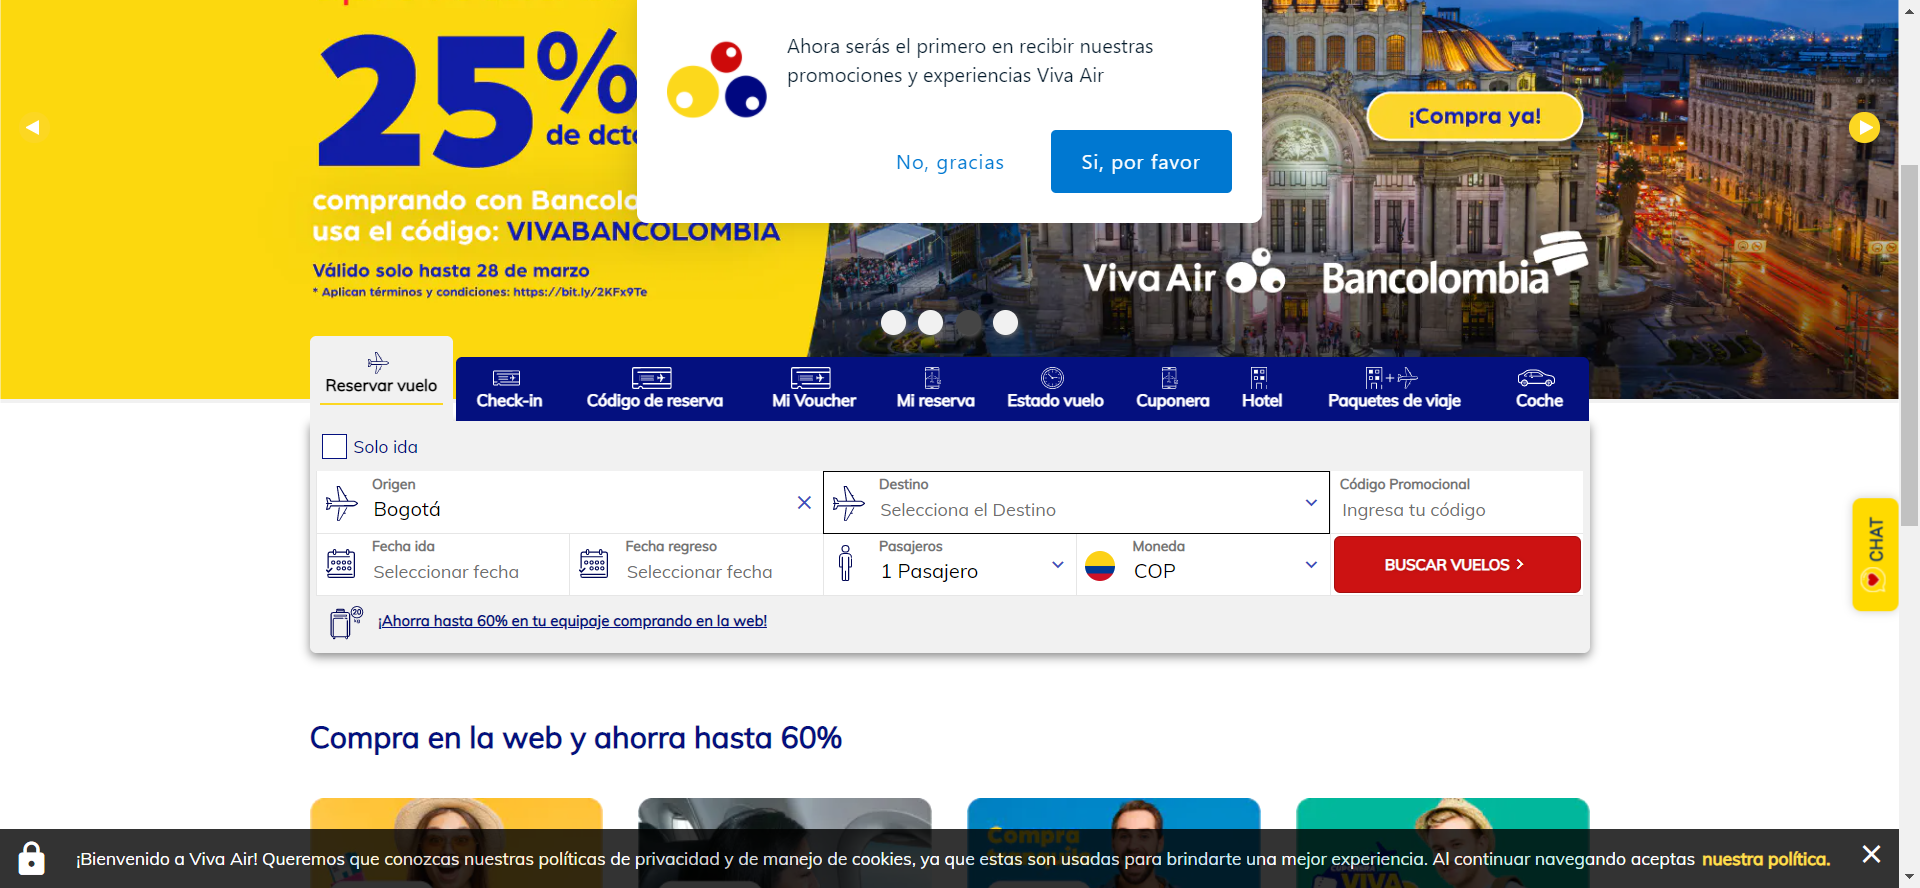 25%
de dcto
comprando con Bancolo
usa el código: VIVABANCOLOMBIA
Válido solo hasta 28 de marzo
* Aplican términos y condiciones: https://bit.ly/2KFx9Te
Ahora serás el primero en recibir nuestras
promociones y experiencias Viva Air
No, gracias
Si, por favor
¡Compra ya!
Viva Air
Bancolombia
Reservar vuelo
Check-in
Código de reserva
Mi Voucher
Mi reserva
Estado vuelo
Cuponera
Hotel
Paquetes de viaje
Coche
Solo ida
Origen
Bogotá
Destino
Selecciona el Destino
Código Promocional
Ingresa tu código
Fecha ida
Seleccionar fecha
Fecha regreso
Seleccionar fecha
Pasajeros
1 Pasajero
Moneda
COP
BUSCAR VUELOS
20
kg
¡Ahorra hasta 60% en tu equipaje comprando en la web!
CHAT
Compra en la web y ahorra hasta 60%
Compra
¡Bienvenido a Viva Air! Queremos que conozcas nuestras políticas de privacidad y de manejo de cookies, ya que estas son usadas para brindarte una mejor experiencia. Al continuar navegando aceptas nuestra política.
VIVA